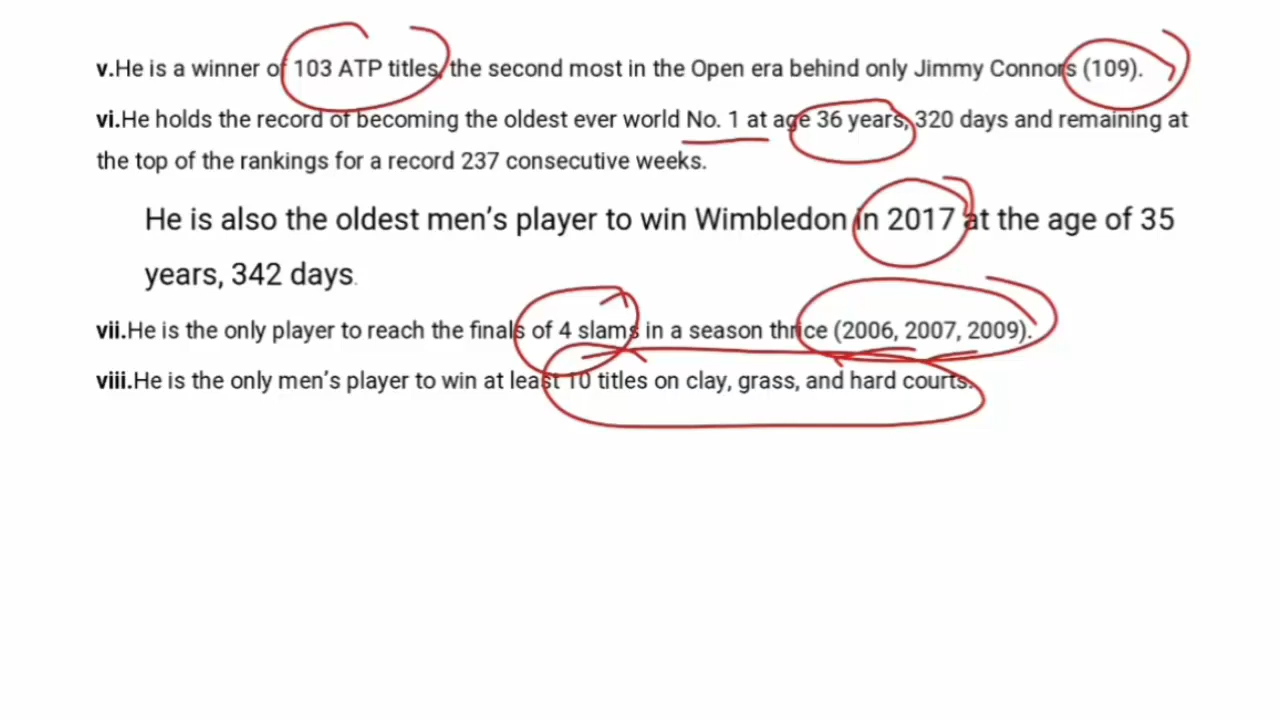 v.He is a winner of 103 ATP titles, the second most in the Open era behind only Jimmy Connors (109).
vi.He holds the record of becoming the oldest ever world No. 1 at age 36 years, 320 days and remaining at
the top of the rankings for a record 237 consecutive weeks.
He is also the oldest men's player to win Wimbledon in 2017 at the age of 35
years, 342 days.
vii.He is the only player to reach the finals of 4 slams in a season thrice (2006, 2007, 2009).
viii.He is the only men's player to win at least 10 titles on clay, grass, and hard courts.